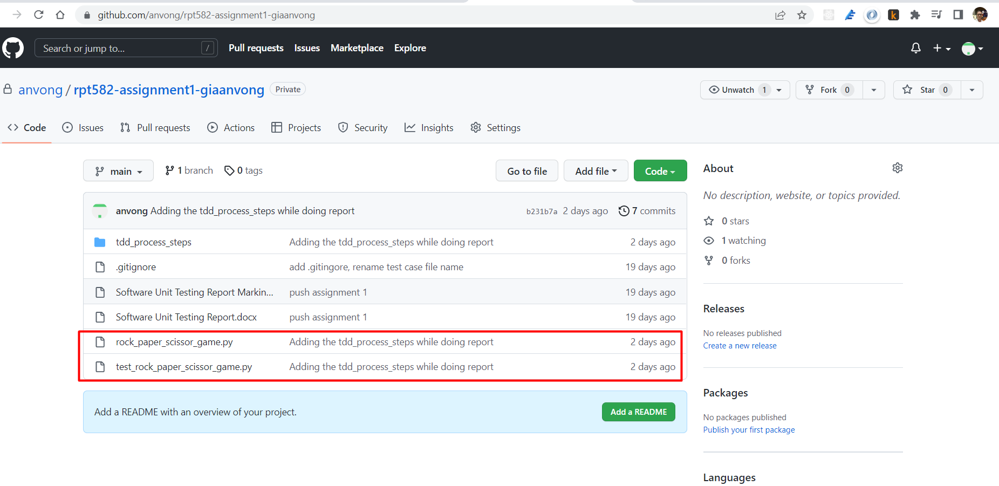 github.com/anvong/rpt582-assignment1-giaanvong
Search or jump to... /
Pull requests Issues Marketplace Explore
anvong / rpt582-assignment1-giaanvong Private
Unwatch 1 Fork 0 Star 0
Code Issues Pull requests Actions Projects Security Insights Settings
main 1 branch 0 tags Go to file Add file Code
anvong Adding the tdd_process_steps while doing report b231b7a 2 days ago 7 commits
tdd_process_steps Adding the tdd_process_steps while doing report 2 days ago
.gitignore add .gitingore, rename test case file name 19 days ago
Software Unit Testing Report Markin... push assignment 1 19 days ago
Software Unit Testing Report.docx push assignment 1 19 days ago
rock_paper_scissor_game.py Adding the tdd_process_steps while doing report 2 days ago
test_rock_paper_scissor_game.py Adding the tdd_process_steps while doing report 2 days ago
Add a README with an overview of your project. Add a README
About
No description, website, or topics provided.
0 stars
1 watching
0 forks
Releases
No releases published
Create a new release
Packages
No packages published
Publish your first package
Languages